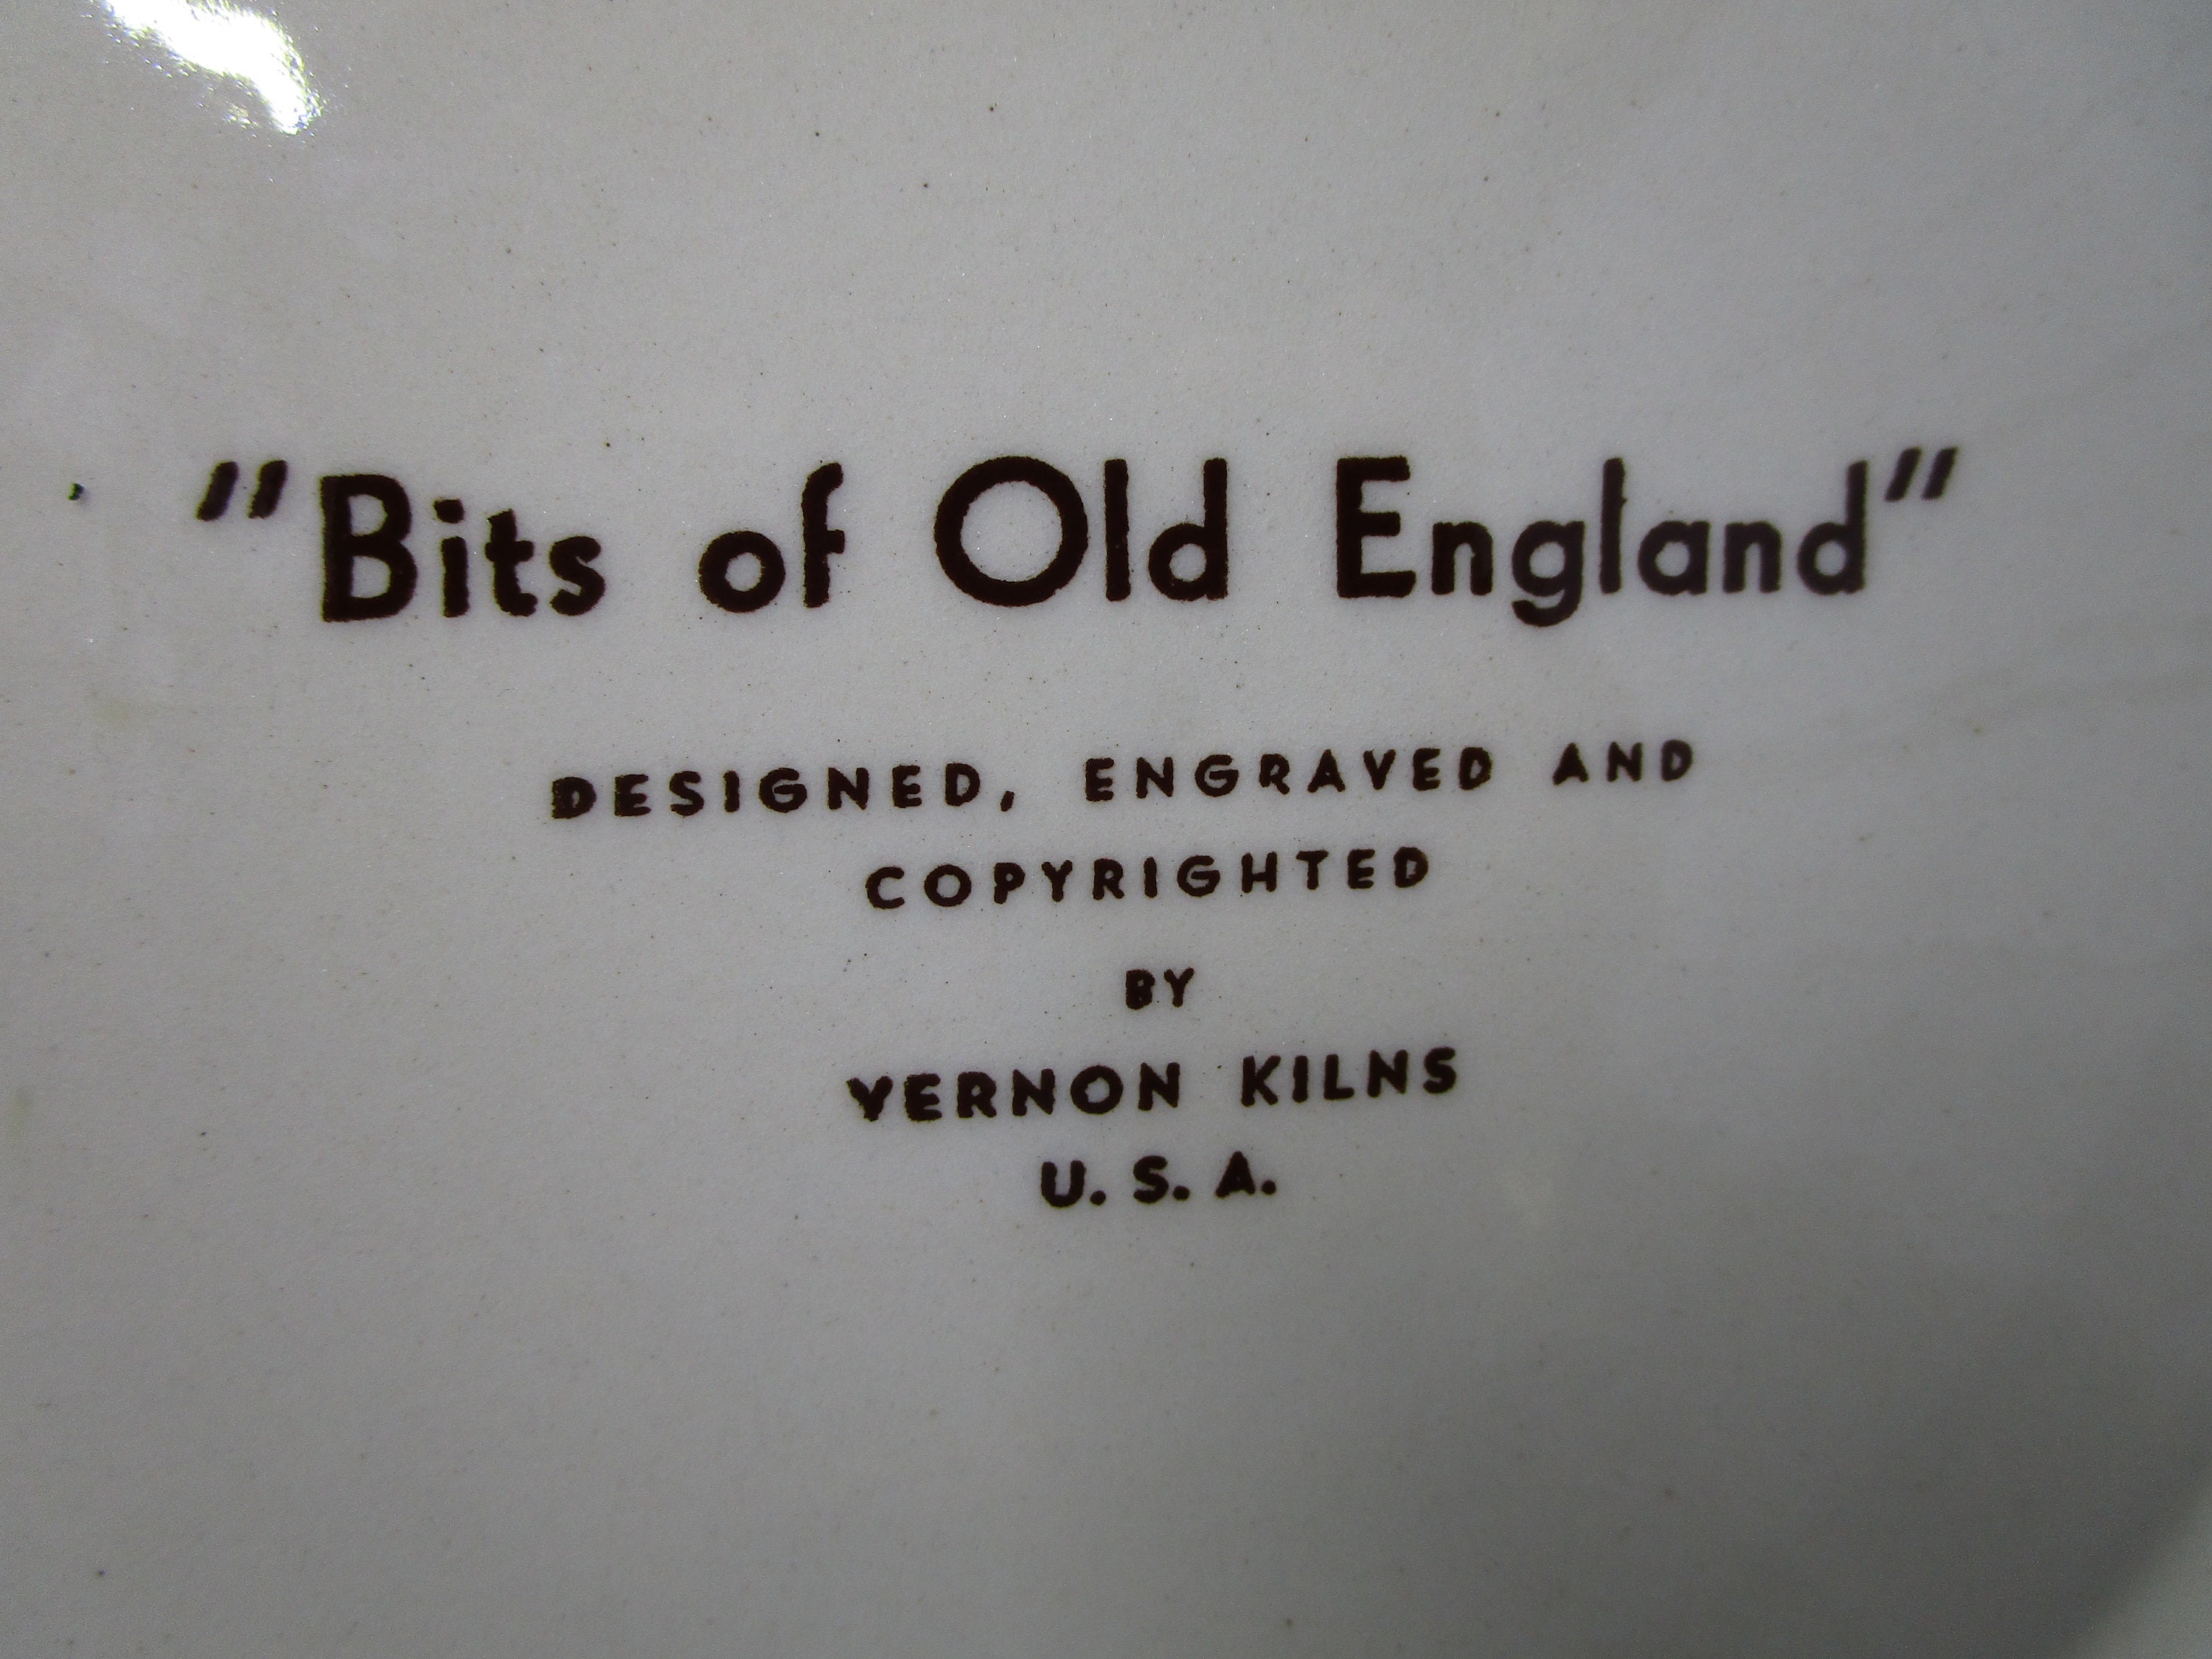 "Bits of Old England"
DESIGNED, ENGRAVED AND
COPYRIGHTED
BY
VERNON KILNS
U. S. A.